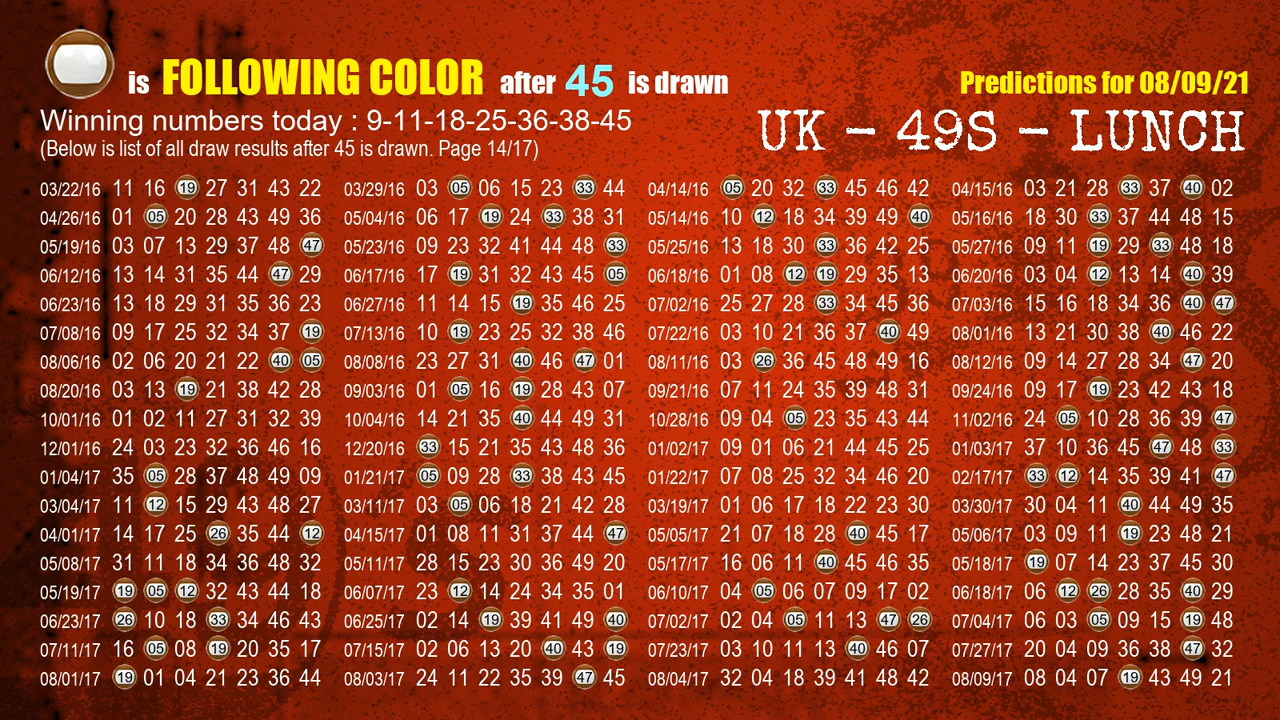 is FOLLOWING COLOR after 45 is drawn
Predictions for 08/09/21
Winning numbers today : 9-11-18-25-36-38-45
UK - 49S - LUNCH
(Below is list of all draw results after 45 is drawn. Page 14/17)
03/22/16 11 16 19 27 31 43 22 03/29/16 03 05 06 15 23 33 44 04/14/16 05 20 32 33 45 46 42 04/15/16 03 21 28 33 37 40 02
04/26/16 01 05 20 28 43 49 36 05/04/16 06 17 19 24 33 38 31 05/14/16 10 12 18 34 39 49 40 05/16/16 18 30 33 37 44 48 15
05/19/16 03 07 13 29 37 48 47 05/23/16 09 23 32 41 44 48 33 05/25/16 13 18 30 33 36 42 25 05/27/16 09 11 19 29 33 48 18
06/12/16 13 14 31 35 44 47 29 06/17/16 17 19 31 32 43 45 05 06/18/16 01 08 12 19 29 35 13 06/20/16 03 04 12 13 14 40 39
06/23/16 13 18 29 31 35 36 23 06/27/16 11 14 15 19 35 46 25 07/02/16 25 27 28 33 34 45 36 07/03/16 15 16 18 34 36 40 47
07/08/16 09 17 25 32 34 37 19 07/13/16 10 19 23 25 32 38 46 07/22/16 03 10 21 36 37 40 49 08/01/16 13 21 30 38 40 46 22
08/06/16 02 06 20 21 22 40 05 08/08/16 23 27 31 40 46 47 01 08/11/16 03 26 36 45 48 49 16 08/12/16 09 14 27 28 34 47 20
08/20/16 03 13 19 21 38 42 28 09/03/16 01 05 16 19 28 43 07 09/21/16 07 11 24 35 39 48 31 09/24/16 09 17 19 23 42 43 18
10/01/16 01 02 11 27 31 32 39 10/04/16 14 21 35 40 44 49 31 10/28/16 09 04 05 23 35 43 44 11/02/16 24 05 10 28 36 39 47
12/01/16 24 03 23 32 36 46 16 12/20/16 33 15 21 35 43 48 36 01/02/17 09 01 06 21 44 45 25 01/03/17 37 10 36 45 47 48 33
01/04/17 35 05 28 37 48 49 09 01/21/17 05 09 28 33 38 43 45 01/22/17 07 08 25 32 34 46 20 02/17/17 33 12 14 35 39 41 47
03/04/17 11 12 15 29 43 48 27 03/11/17 03 05 06 18 21 42 28 03/19/17 01 06 17 18 22 23 30 03/30/17 30 04 11 40 44 49 35
04/01/17 14 17 25 26 35 44 12 04/15/17 01 08 11 31 37 44 47 05/05/17 21 07 18 28 40 45 17 05/06/17 03 09 11 19 23 48 21
05/08/17 31 11 18 34 36 48 32 05/11/17 28 15 23 30 36 49 20 05/17/17 16 06 11 40 45 46 35 05/18/17 19 07 14 23 37 45 30
05/19/17 19 05 12 32 43 44 18 06/07/17 23 12 14 24 34 35 01 06/10/17 04 05 06 07 09 17 02 06/18/17 06 12 26 28 35 40 29
06/23/17 26 10 18 33 34 46 43 06/25/17 02 14 19 39 41 49 40 07/02/17 02 04 05 11 13 47 26 07/04/17 06 03 05 09 15 19 48
07/11/17 16 05 08 19 20 35 17 07/15/17 02 06 13 20 40 43 19 07/23/17 03 10 11 13 40 46 07 07/27/17 20 04 09 36 38 47 32
08/01/17 19 01 04 21 23 36 44 08/03/17 24 11 22 35 39 47 45 08/04/17 32 04 18 39 41 48 42 08/09/17 08 04 07 19 43 49 21